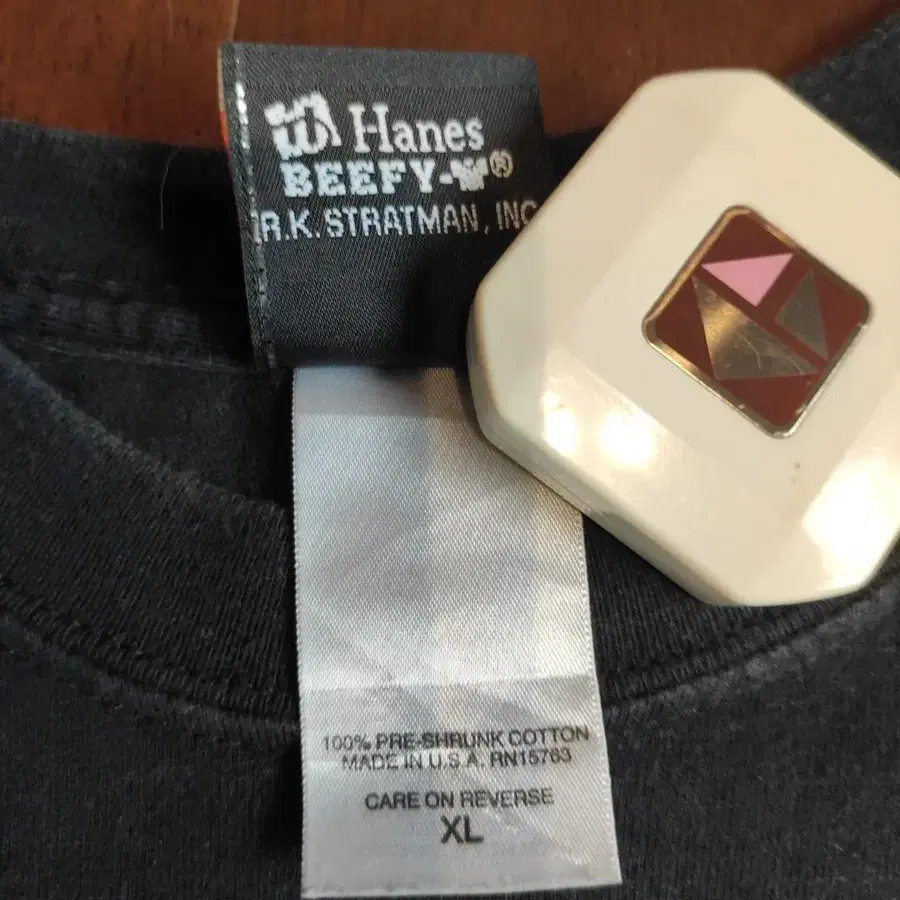 Hanes
BEEFY-T®
R.K. STRATMAN, INC
100% PRE-SHRUNK COTTON
MADE IN U.S.A. RN15763
CARE ON REVERSE
XL